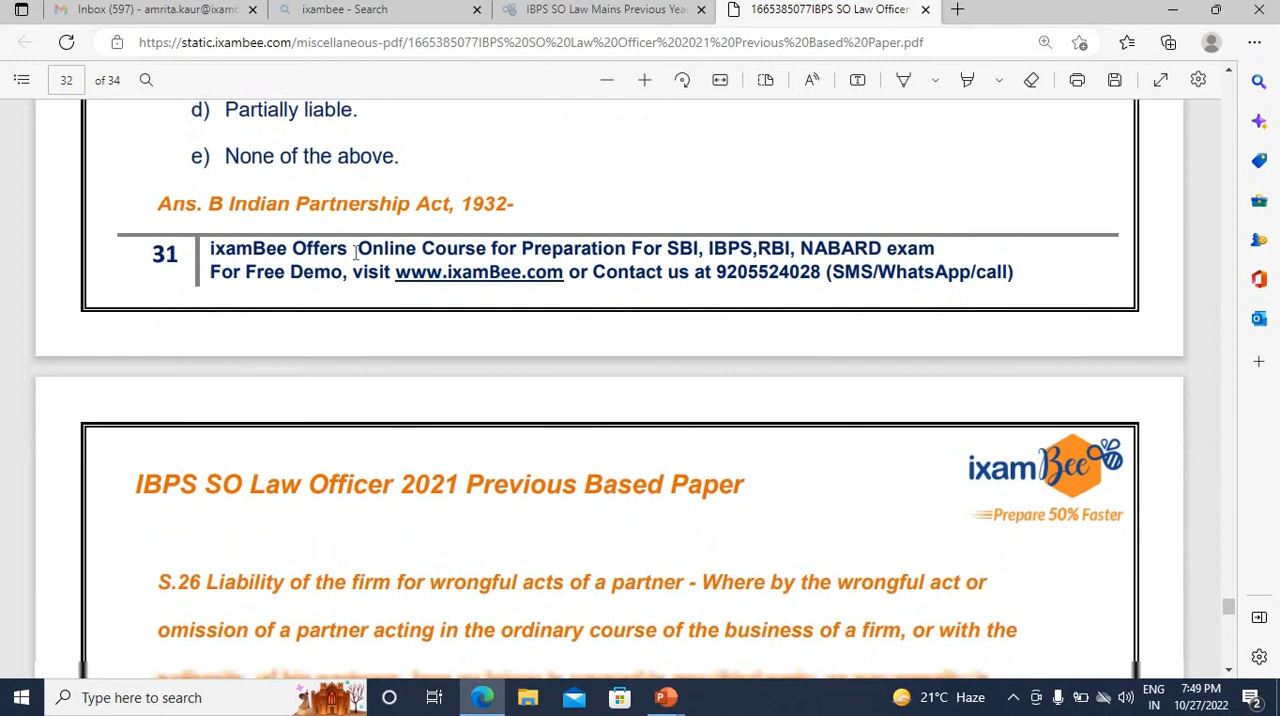 Inbox (597) - amrita.kaur@ixaml
ixambee - Search
IBPS SO Law Mains Previous Yea
1665385077IBPS SO Law Officer
https://static.ixambee.com/miscellaneous-pdf/1665385077IBPS%20SO%20Law%20Officer%202021%20Previous%20Based%20Paper.pdf
32 of 34
d) Partially liable.
e) None of the above.
Ans. B Indian Partnership Act, 1932-
31
ixamBee Offers Online Course for Preparation For SBI, IBPS,RBI, NABARD exam
For Free Demo, visit www.ixamBee.com or Contact us at 9205524028 (SMS/WhatsApp/call)
IBPS SO Law Officer 2021 Previous Based Paper
ixamBee
Prepare 50% Faster
S.26 Liability of the firm for wrongful acts of a partner - Where by the wrongful act or
omission of a partner acting in the ordinary course of the business of a firm, or with the
Type here to search
21°C Haze
ENG
IN
7:49 PM
10/27/2022
2